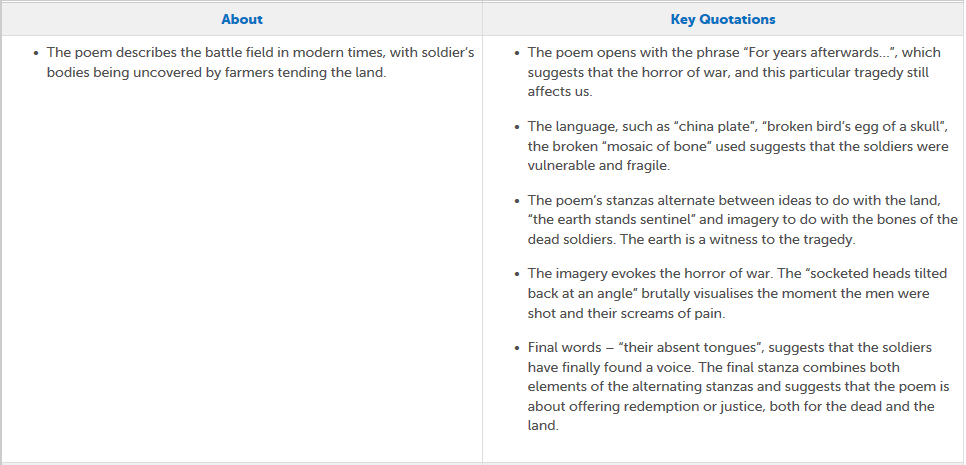 About
Key Quotations
• The poem describes the battle field in modern times, with soldier's
bodies being uncovered by farmers tending the land.
• The poem opens with the phrase “For years afterwards…”, which
suggests that the horror of war, and this particular tragedy still
affects us.
• The language, such as “china plate”, “broken bird’s egg of a skull”,
the broken “mosaic of bone” used suggests that the soldiers were
vulnerable and fragile.
• The poem’s stanzas alternate between ideas to do with the land,
“the earth stands sentinel” and imagery to do with the bones of the
dead soldiers. The earth is a witness to the tragedy.
• The imagery evokes the horror of war. The “socketed heads tilted
back at an angle” brutally visualises the moment the men were
shot and their screams of pain.
• Final words – “their absent tongues”, suggests that the soldiers
have finally found a voice. The final stanza combines both
elements of the alternating stanzas and suggests that the poem is
about offering redemption or justice, both for the dead and the
land.